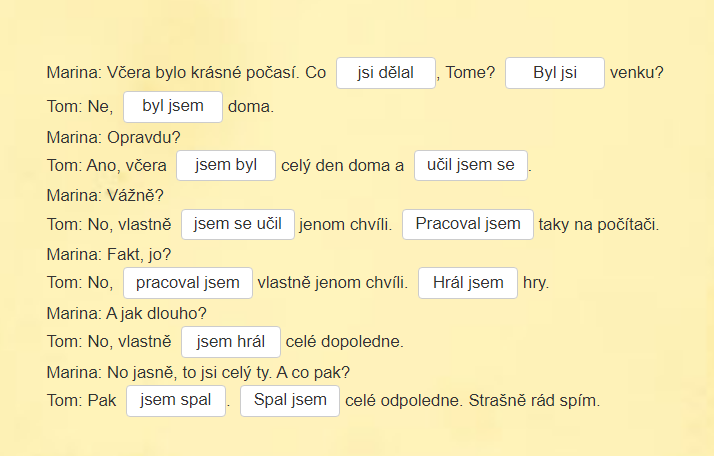 Marina: Včera bylo krásné počasí. Co jsi dělal, Tome? Byl jsi venku?
Tom: Ne, byl jsem doma.
Marina: Opravdu?
Tom: Ano, včera jsem byl celý den doma a učil jsem se.
Marina: Vážně?
Tom: No, vlastně jsem se učil jenom chvíli. Pracoval jsem taky na počítači.
Marina: Fakt, jo?
Tom: No, pracoval jsem vlastně jenom chvíli. Hrál jsem hry.
Marina: A jak dlouho?
Tom: No, vlastně jsem hrál celé dopoledne.
Marina: No jasně, to jsi celý ty. A co pak?
Tom: Pak jsem spal. Spal jsem celé odpoledne. Strašně rád spím.